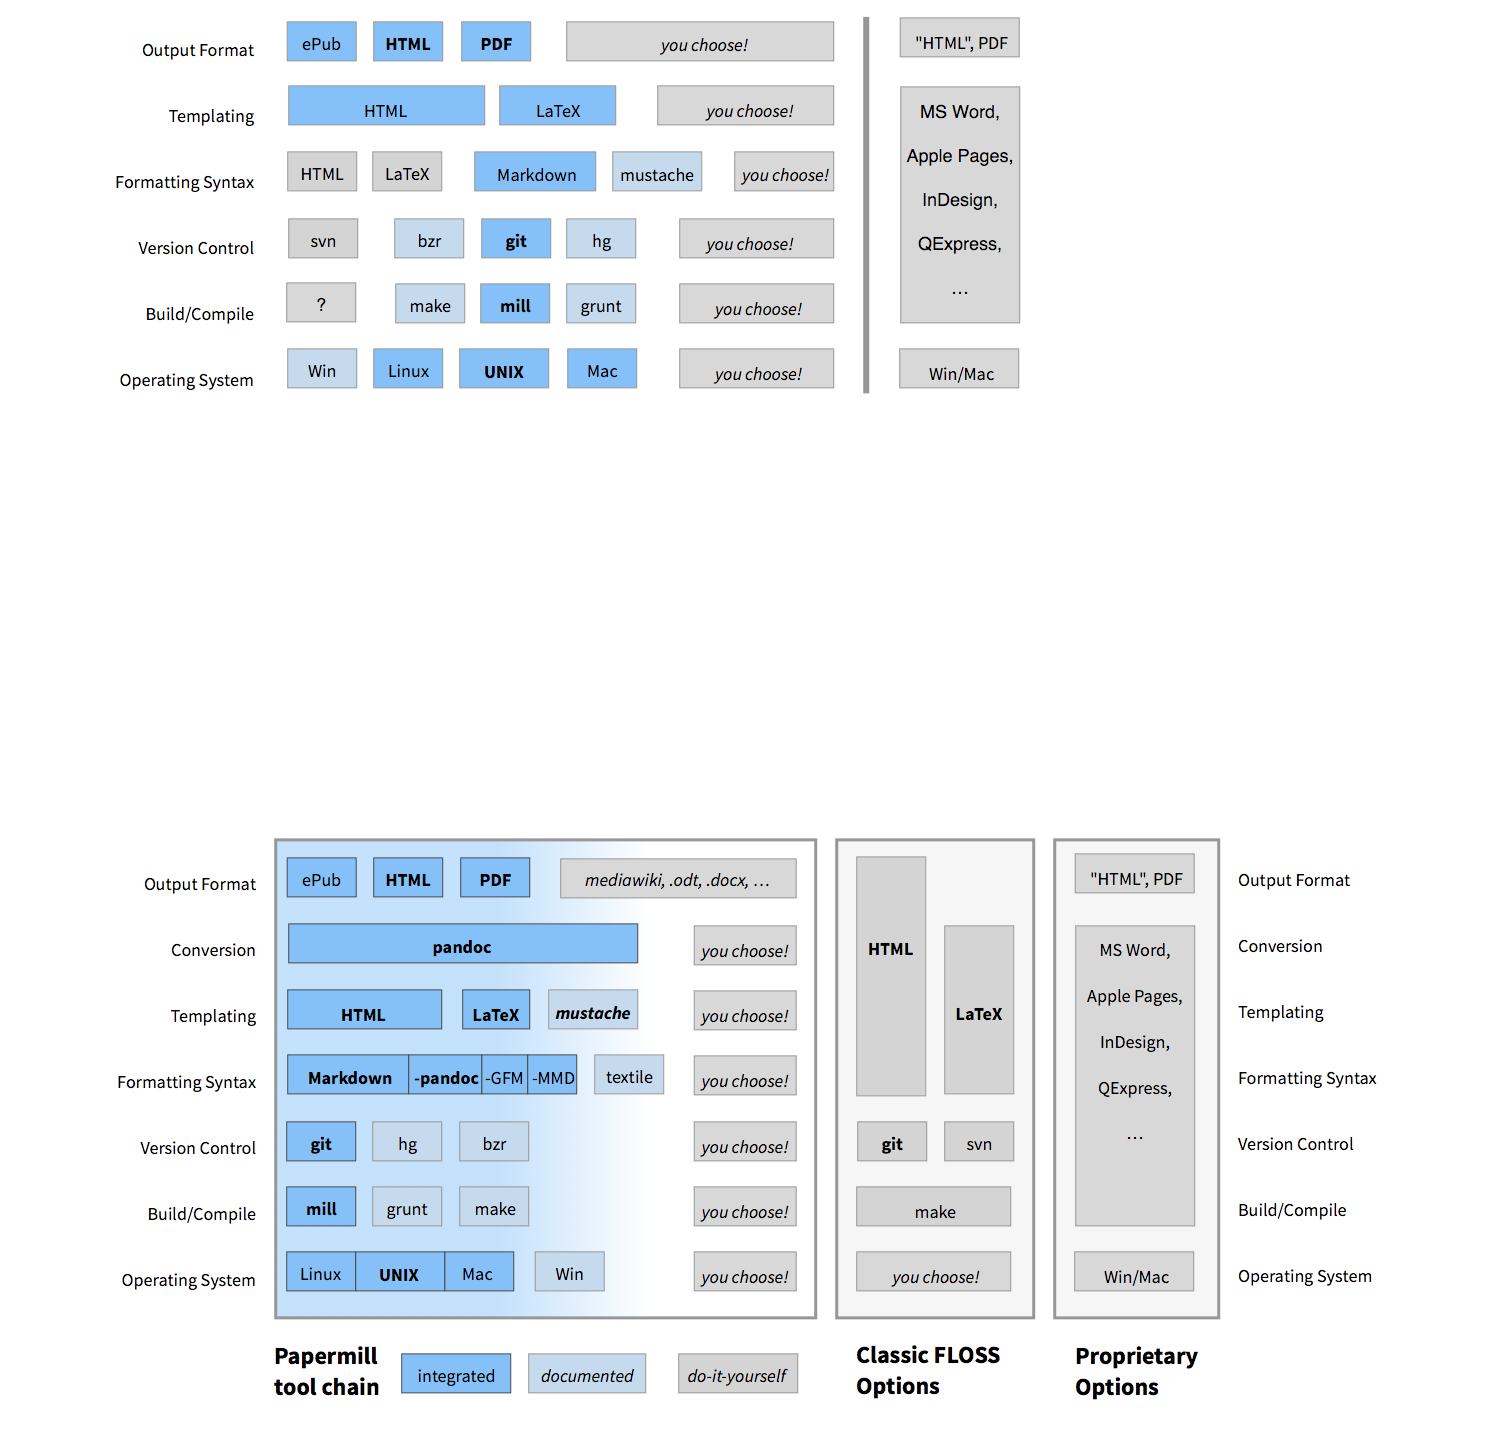 Output Format ePub HTML PDF you choose! "HTML", PDF
Templating HTML LaTeX you choose! MS Word,
Apple Pages,
Formatting Syntax HTML LaTeX Markdown mustache you choose!
InDesign,
Version Control svn bzr git hg you choose! QExpress,
...
Build/Compile ? make mill grunt you choose!
Operating System Win Linux UNIX Mac you choose! Win/Mac
Output Format ePub HTML PDF mediawiki, .odt, .docx, ... "HTML", PDF Output Format
Conversion pandoc you choose! HTML MS Word, Conversion
Apple Pages,
Templating HTML LaTeX mustache you choose! LaTeX Templating
InDesign,
Formatting Syntax Markdown -pandoc -GFM -MMD textile you choose! QExpress, Formatting Syntax
...
Version Control git hg bzr you choose! git svn Version Control
Build/Compile mill grunt make you choose! make Build/Compile
Operating System Linux UNIX Mac Win you choose! you choose! Win/Mac Operating System
Papermill
tool chain
integrated documented do-it-yourself
Classic FLOSS
Options
Proprietary
Options